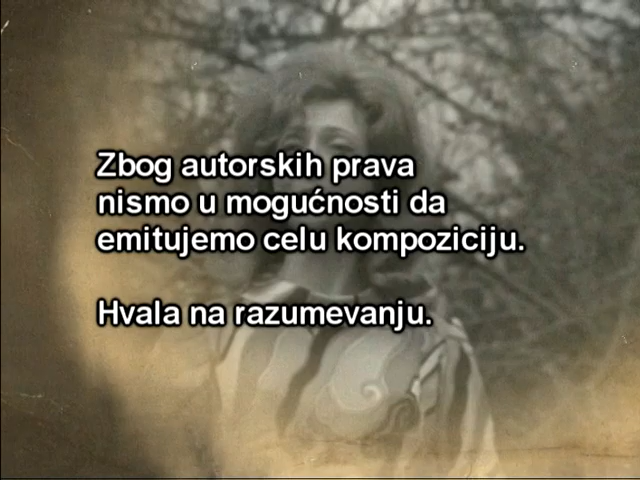 Zbog autorskih prava
nismo u mogućnosti da
emitujemo celu kompoziciju.
Hvala na razumevanju.